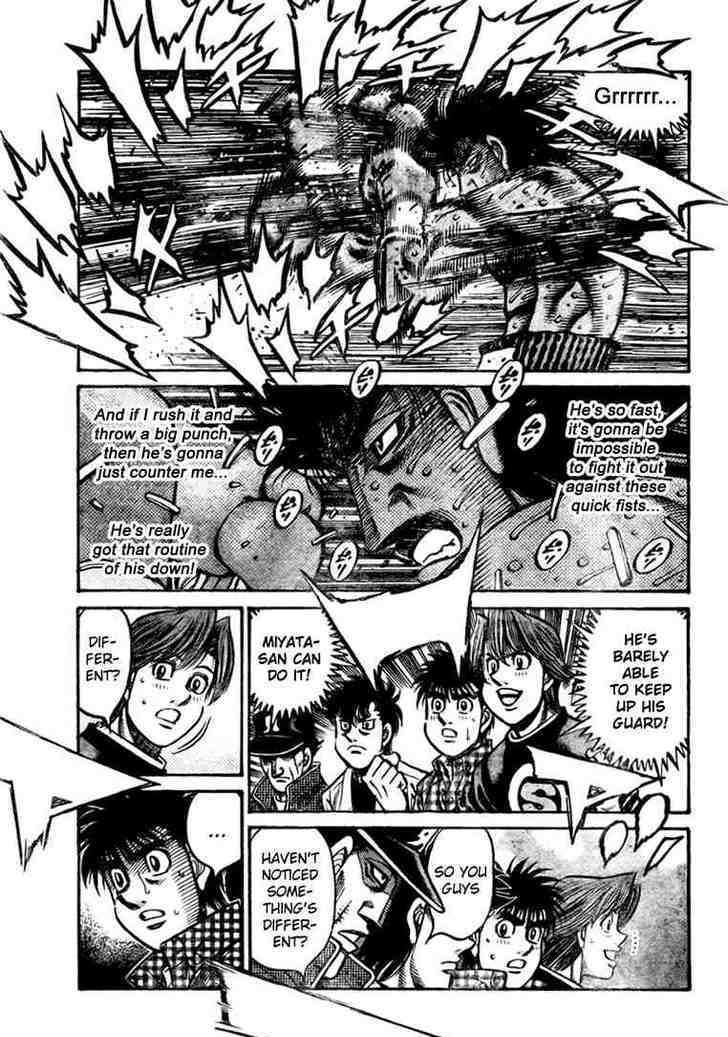 Grrrrrr...
He's so fast,
it's gonna be
impossible
to fight it out
against these
quick fists...
And if I rush it and
throw a big punch,
then he's gonna
just counter me...
He's really
got that routine
of his down!
HE'S
BARELY
ABLE
TO KEEP
UP HIS
GUARD!
MIYATA-
SAN CAN
DO IT!
S
DIF-
FER-
ENT?
SO YOU
GUYS
HAVEN'T
NOTICED
SOME-
THING'S
DIFFER-
ENT?
...